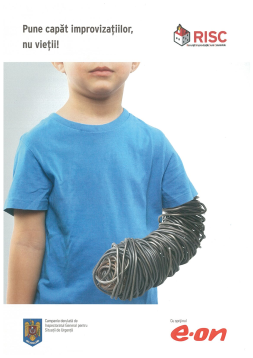 Pune capăt improvizațiilor,
nu vieții!
RISC
Campanie derulată de
Inspectoratul General pentru
Situații de Urgență
Cu sprijinul
e·on